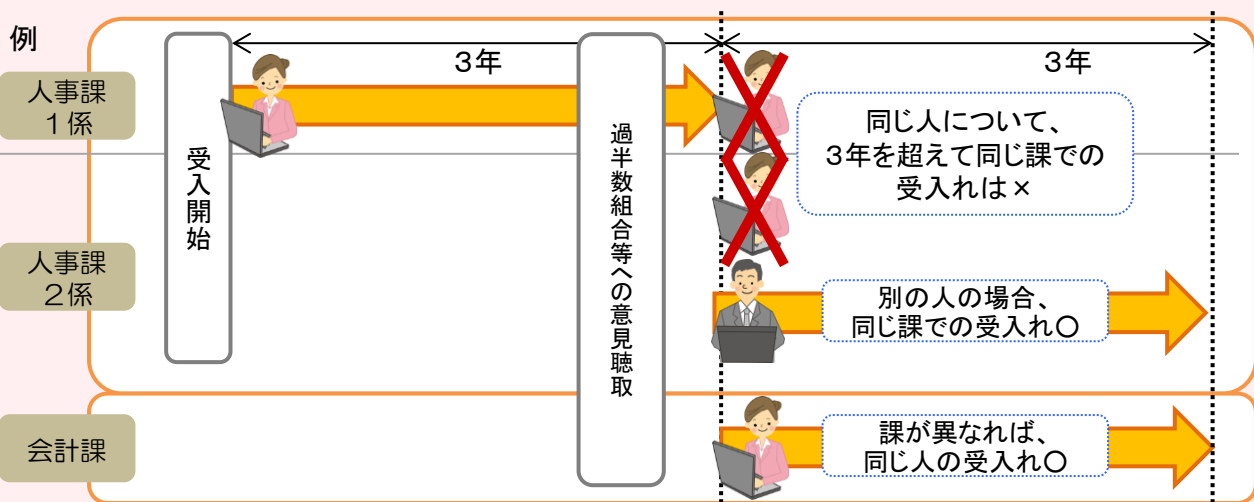 例
3年
3年
人事課
1係
受入開始
過半数組合等への意見聴取
同じ人について、
3年を超えて同じ課での
受入れは×
人事課
2係
別の人の場合、
同じ課での受入れ○
会計課
課が異なれば、
同じ人の受入れ○